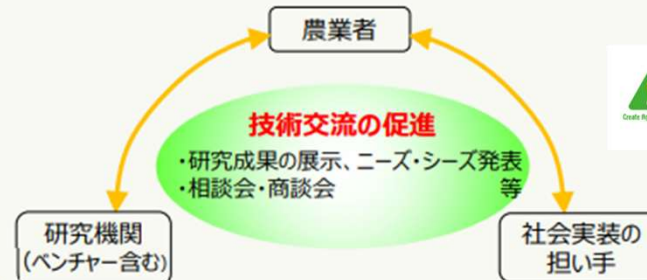 農業者
技術交流の促進
・研究成果の展示、ニーズ・シーズ発表
・相談会・商談会 等
研究機関
(ベンチャー含む)
社会実装の
担い手